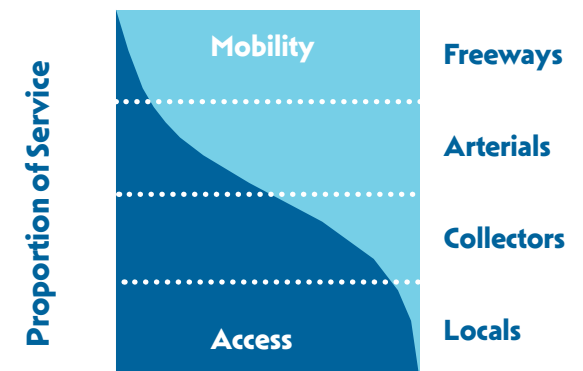 Proportion of Service
Mobility
Access
Freeways
Arterials
Collectors
Locals